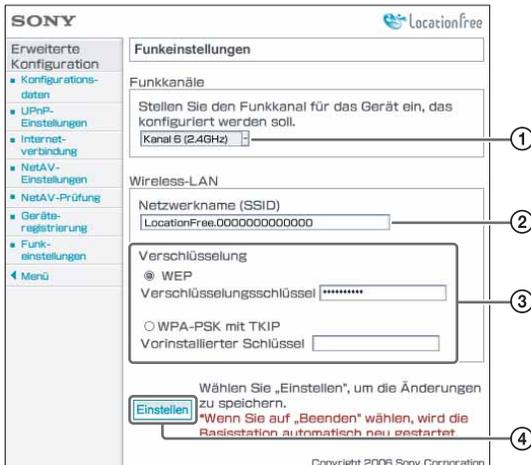 SONY
LocationFree
Erweiterte
Konfiguration
Konfigurations-
daten
UPnP-
Einstellungen
Internet-
verbindung
NetAV-
Einstellungen
NetAV-Prüfung
Geräte-
registrierung
Funk-
einstellungen
Menü
Funkeinstellungen
Funkkanäle
Stellen Sie den Funkkanal für das Gerät ein, das
konfiguriert werden soll.
Kanal 6 (2.4GHz)
1
Wireless-LAN
Netzwerkname (SSID)
LocationFree.0000000000000
2
Verschlüsselung
WEP
Verschlüsselungsschlüssel ••••••••••
3
WPA-PSK mit TKIP
Vorinstallierter Schlüssel
Einstellen
Wählen Sie „Einstellen", um die Änderungen
zu speichern.
*Wenn Sie auf „Beenden" wählen, wird die
Basisstation automatisch neu gestartet.
4
Copyright 2006 Sony Corporation